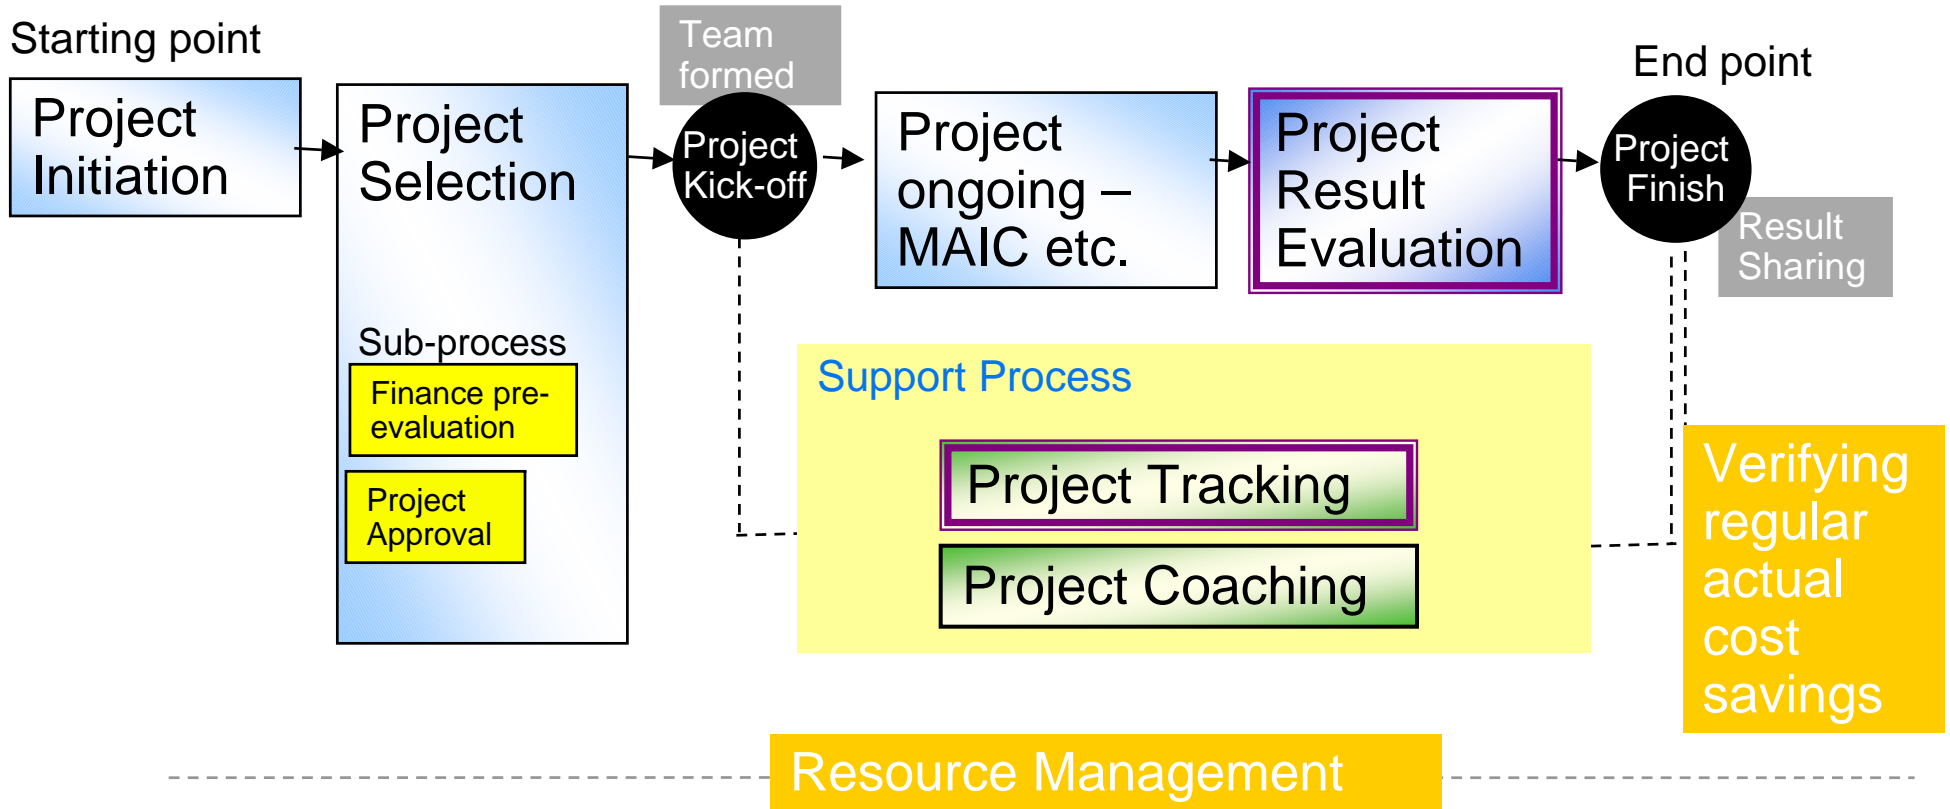 Starting point
Project
Initiation
Project
Selection
Sub-process
Finance pre-
evaluation
Project
Approval
Team
formed
Project
Kick-off
Project
ongoing –
MAIC etc.
Project
Result
Evaluation
End point
Project
Finish
Result
Sharing
Support Process
Project Tracking
Project Coaching
Verifying
regular
actual
cost
savings
Resource Management